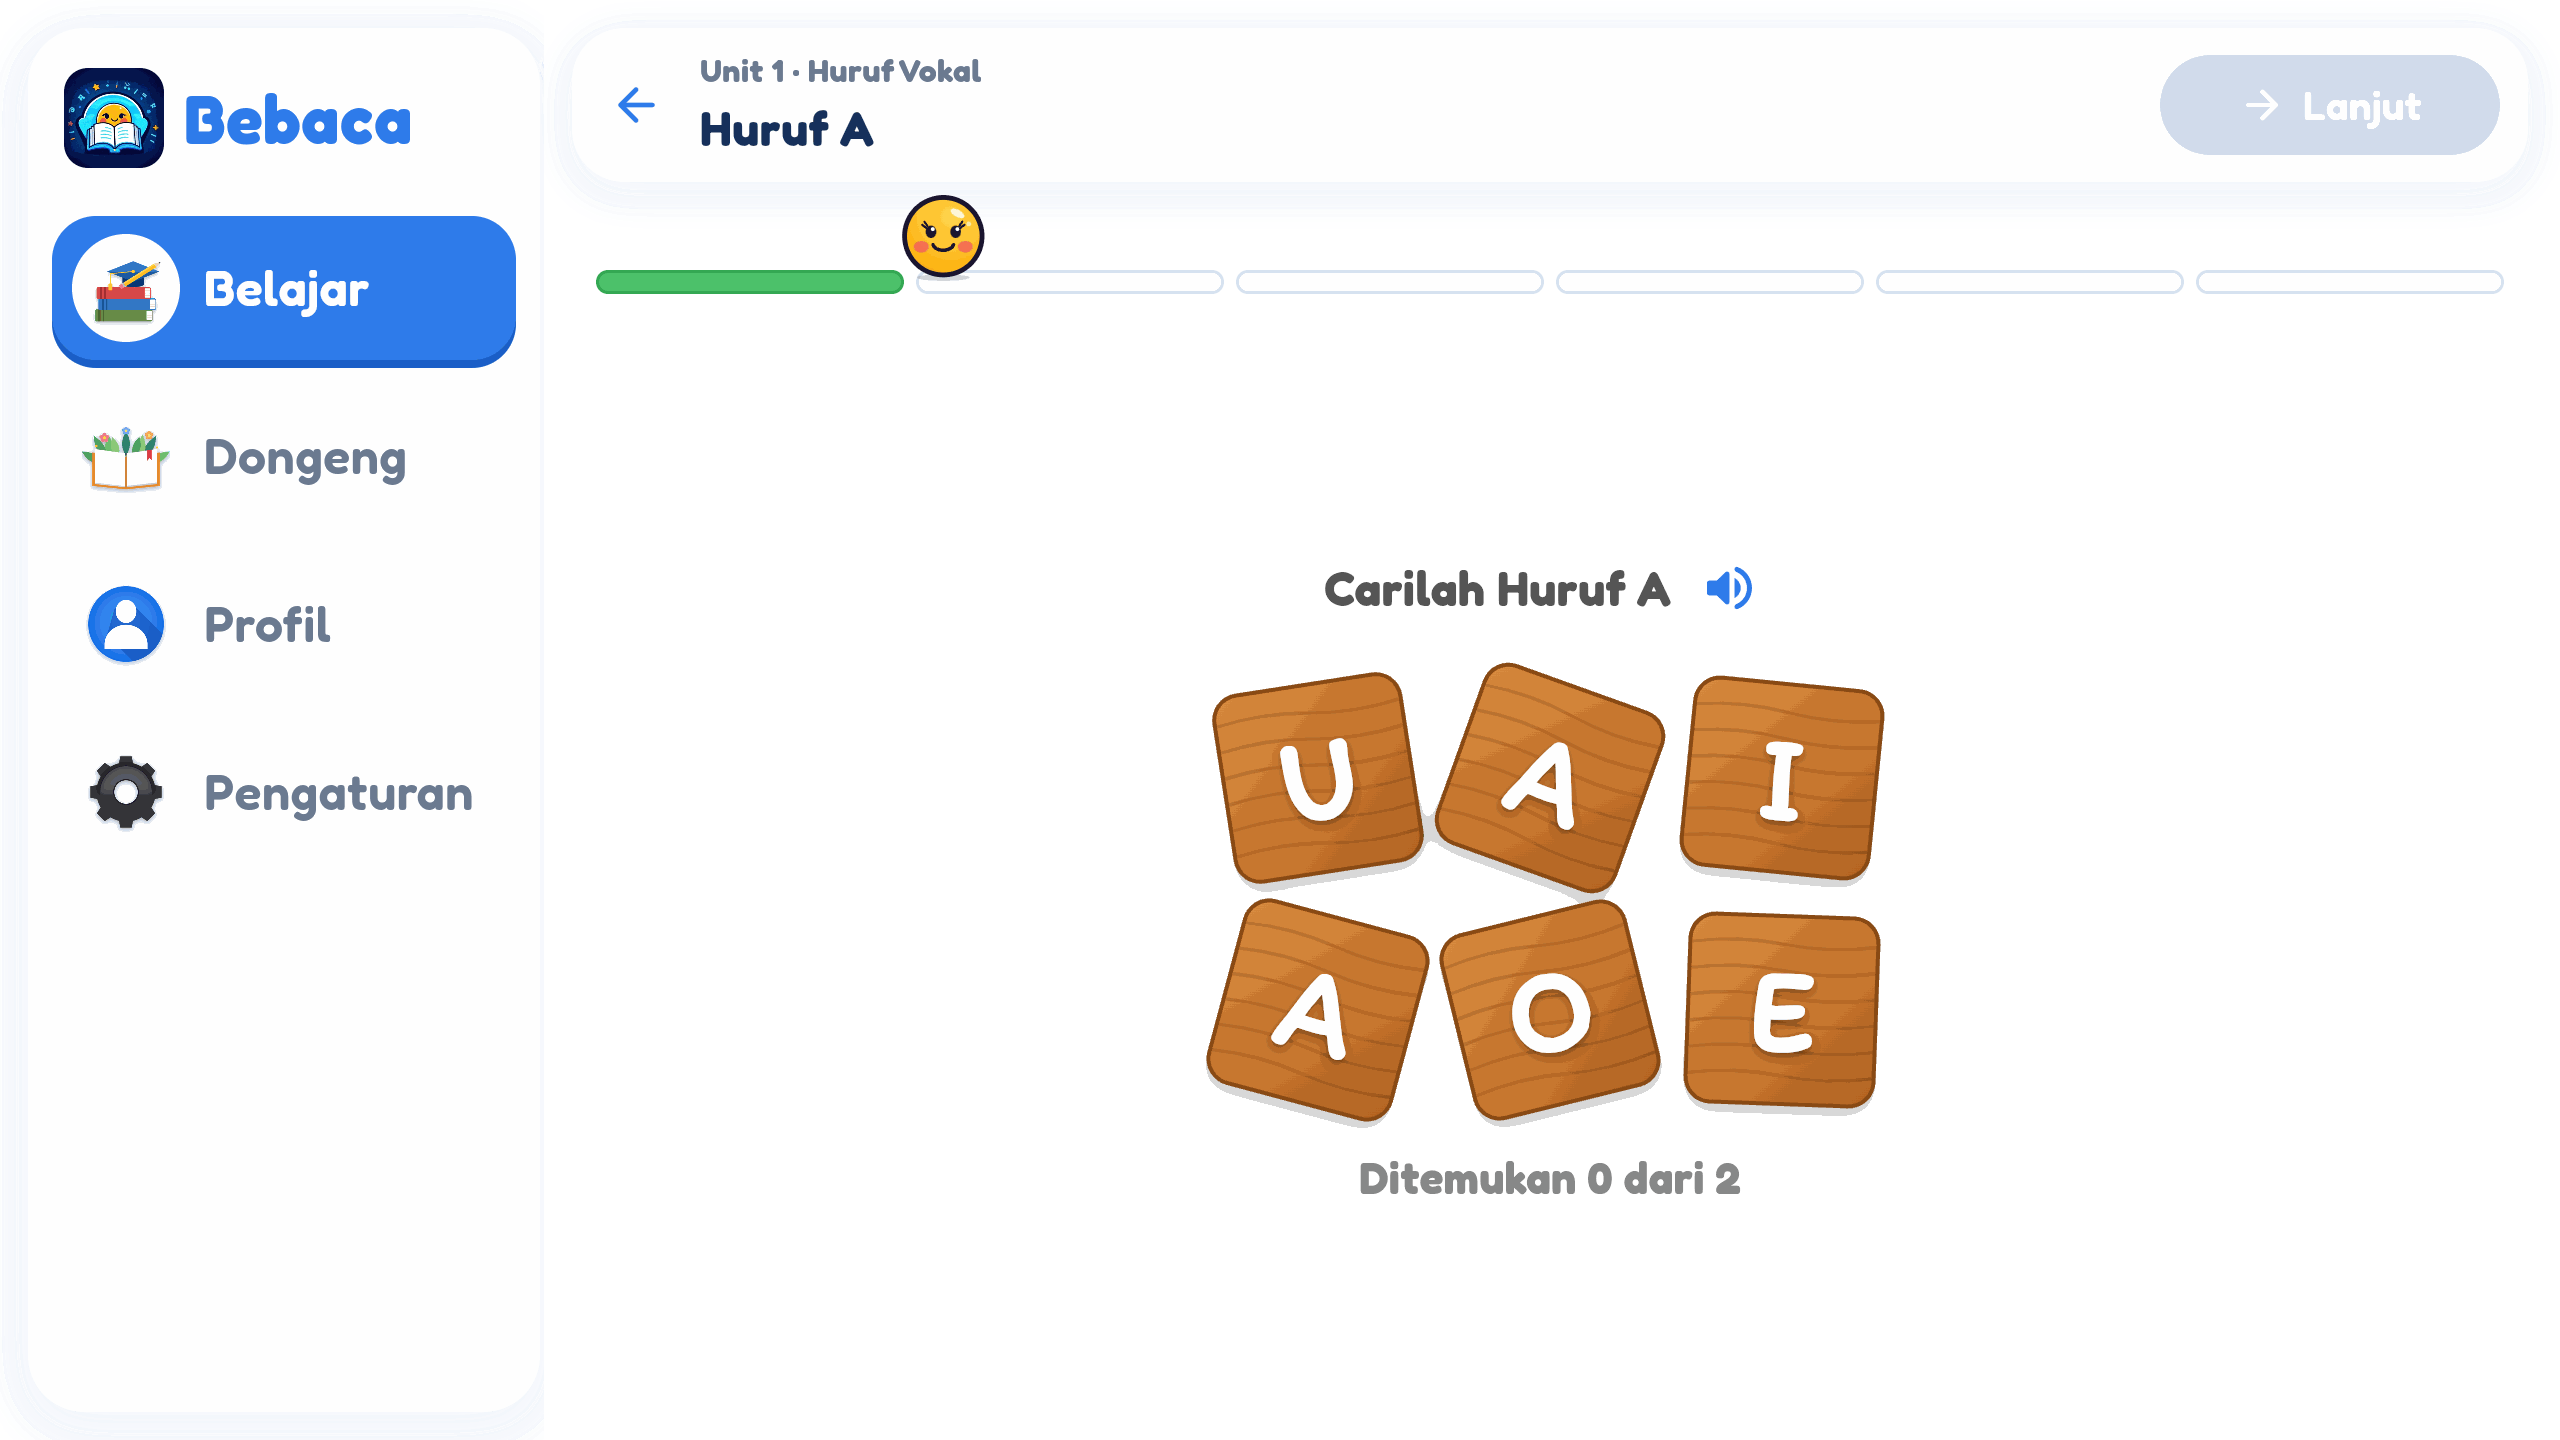 Bebaca
Belajar
Dongeng
Profil
Pengaturan
Unit 1 · Huruf Vokal
Huruf A
Lanjut
Carilah Huruf A
U A I
A O E
Ditemukan 0 dari 2